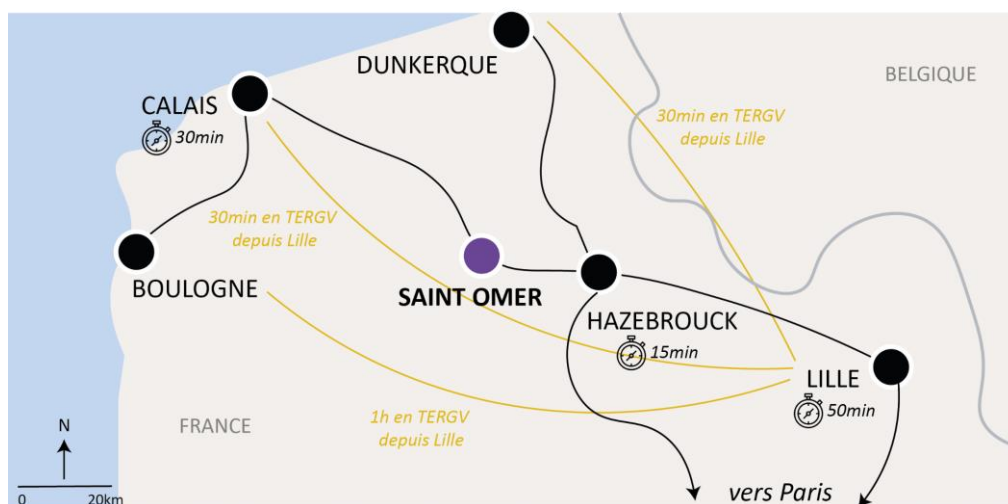 DUNKERQUE
BELGIQUE
CALAIS
30min
30min en TERGV
depuis Lille
30min en TERGV
depuis Lille
BOULOGNE
SAINT OMER
HAZEBROUCK
15min
LILLE
50min
1h en TERGV
depuis Lille
FRANCE
N
0 20km
vers Paris